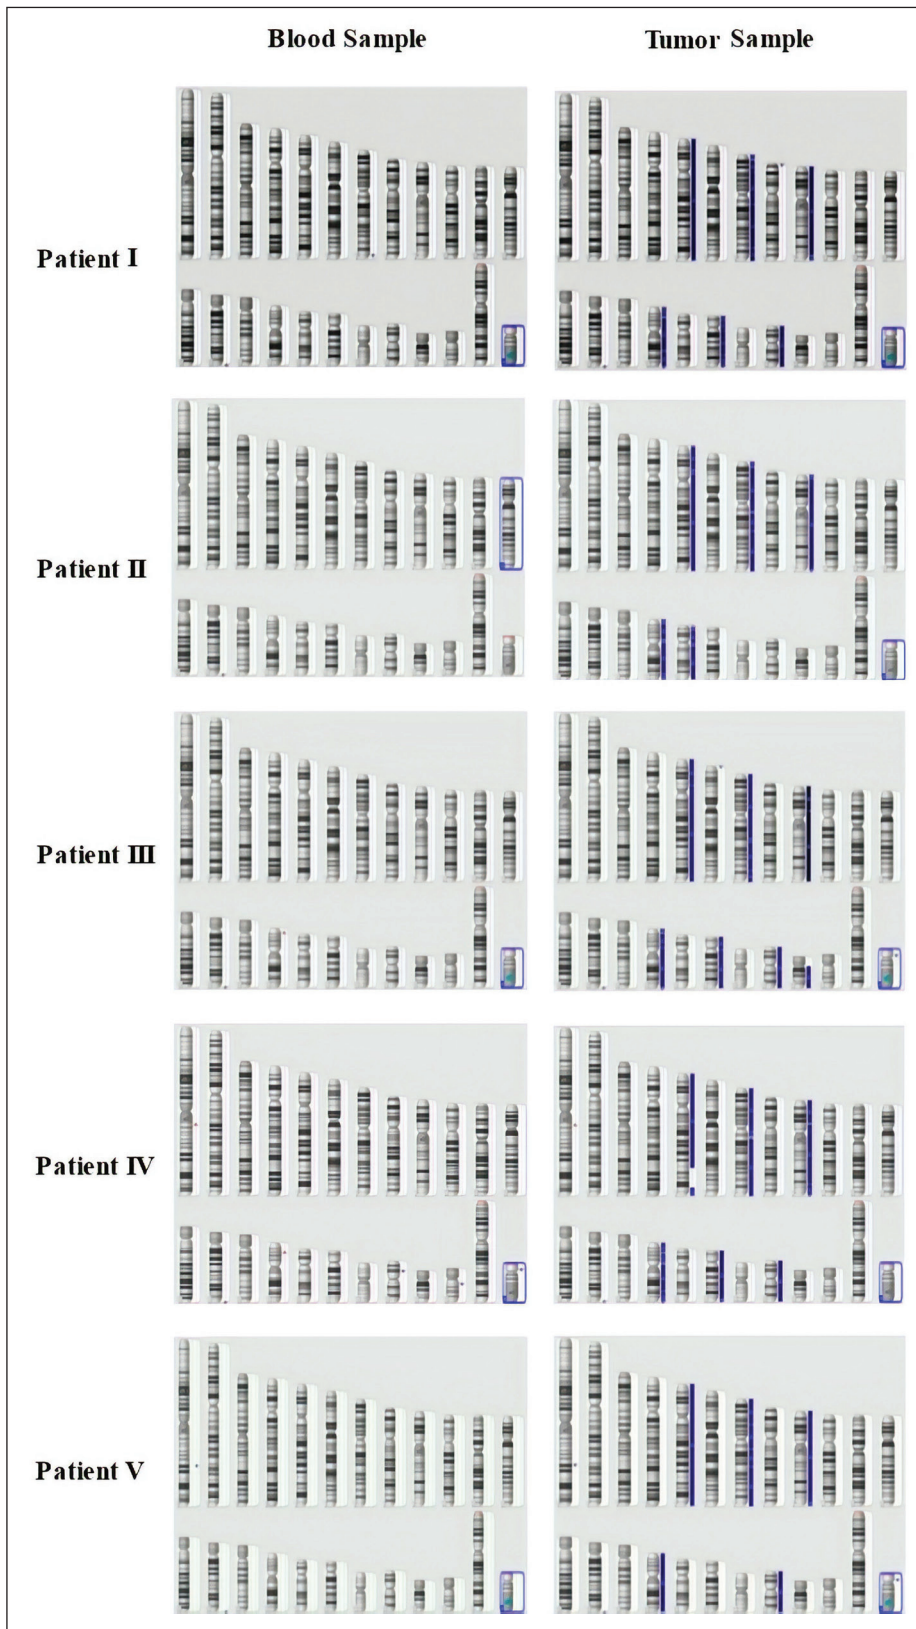 Blood Sample
Tumor Sample
Patient I
Patient II
Patient III
Patient IV
Patient V